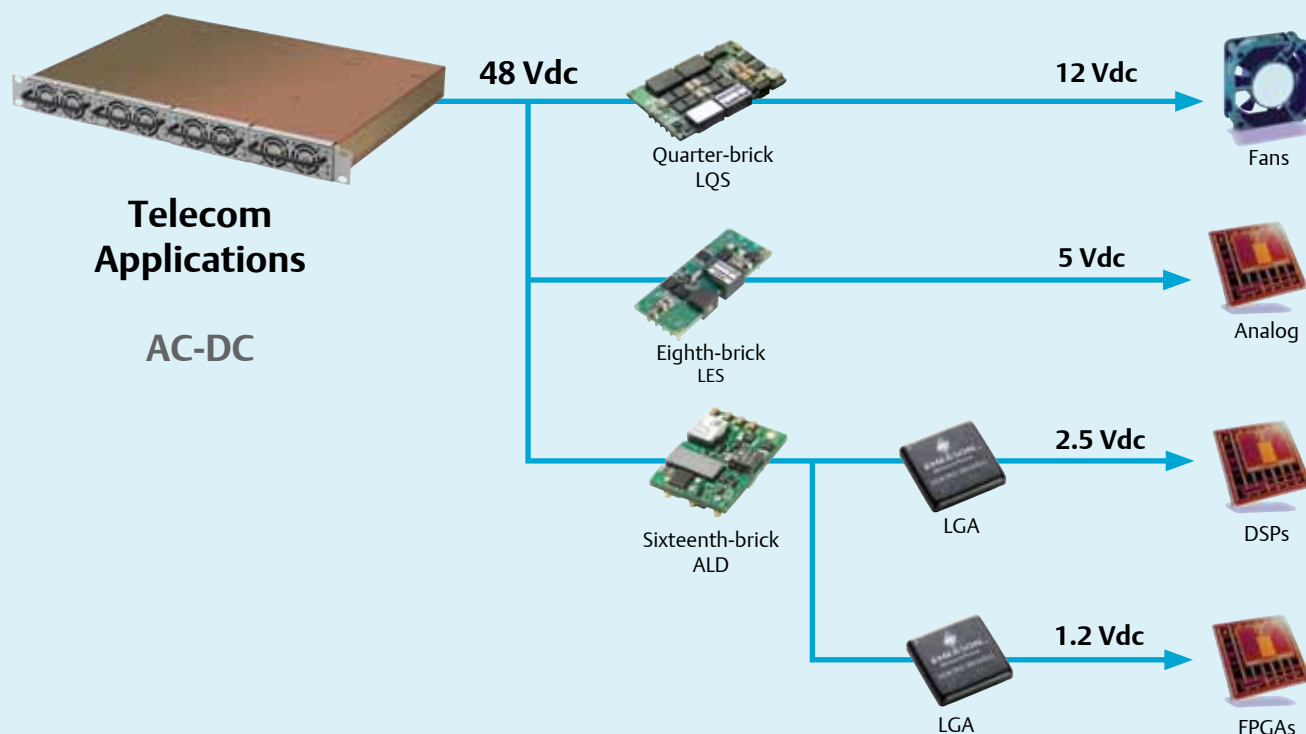 48 Vdc
12 Vdc
Quarter-brick
LQS
Fans
Telecom
Applications
AC-DC
5 Vdc
Eighth-brick
LES
Analog
2.5 Vdc
Sixteenth-brick
ALD
LGA
DSPs
1.2 Vdc
LGA
FPGAs